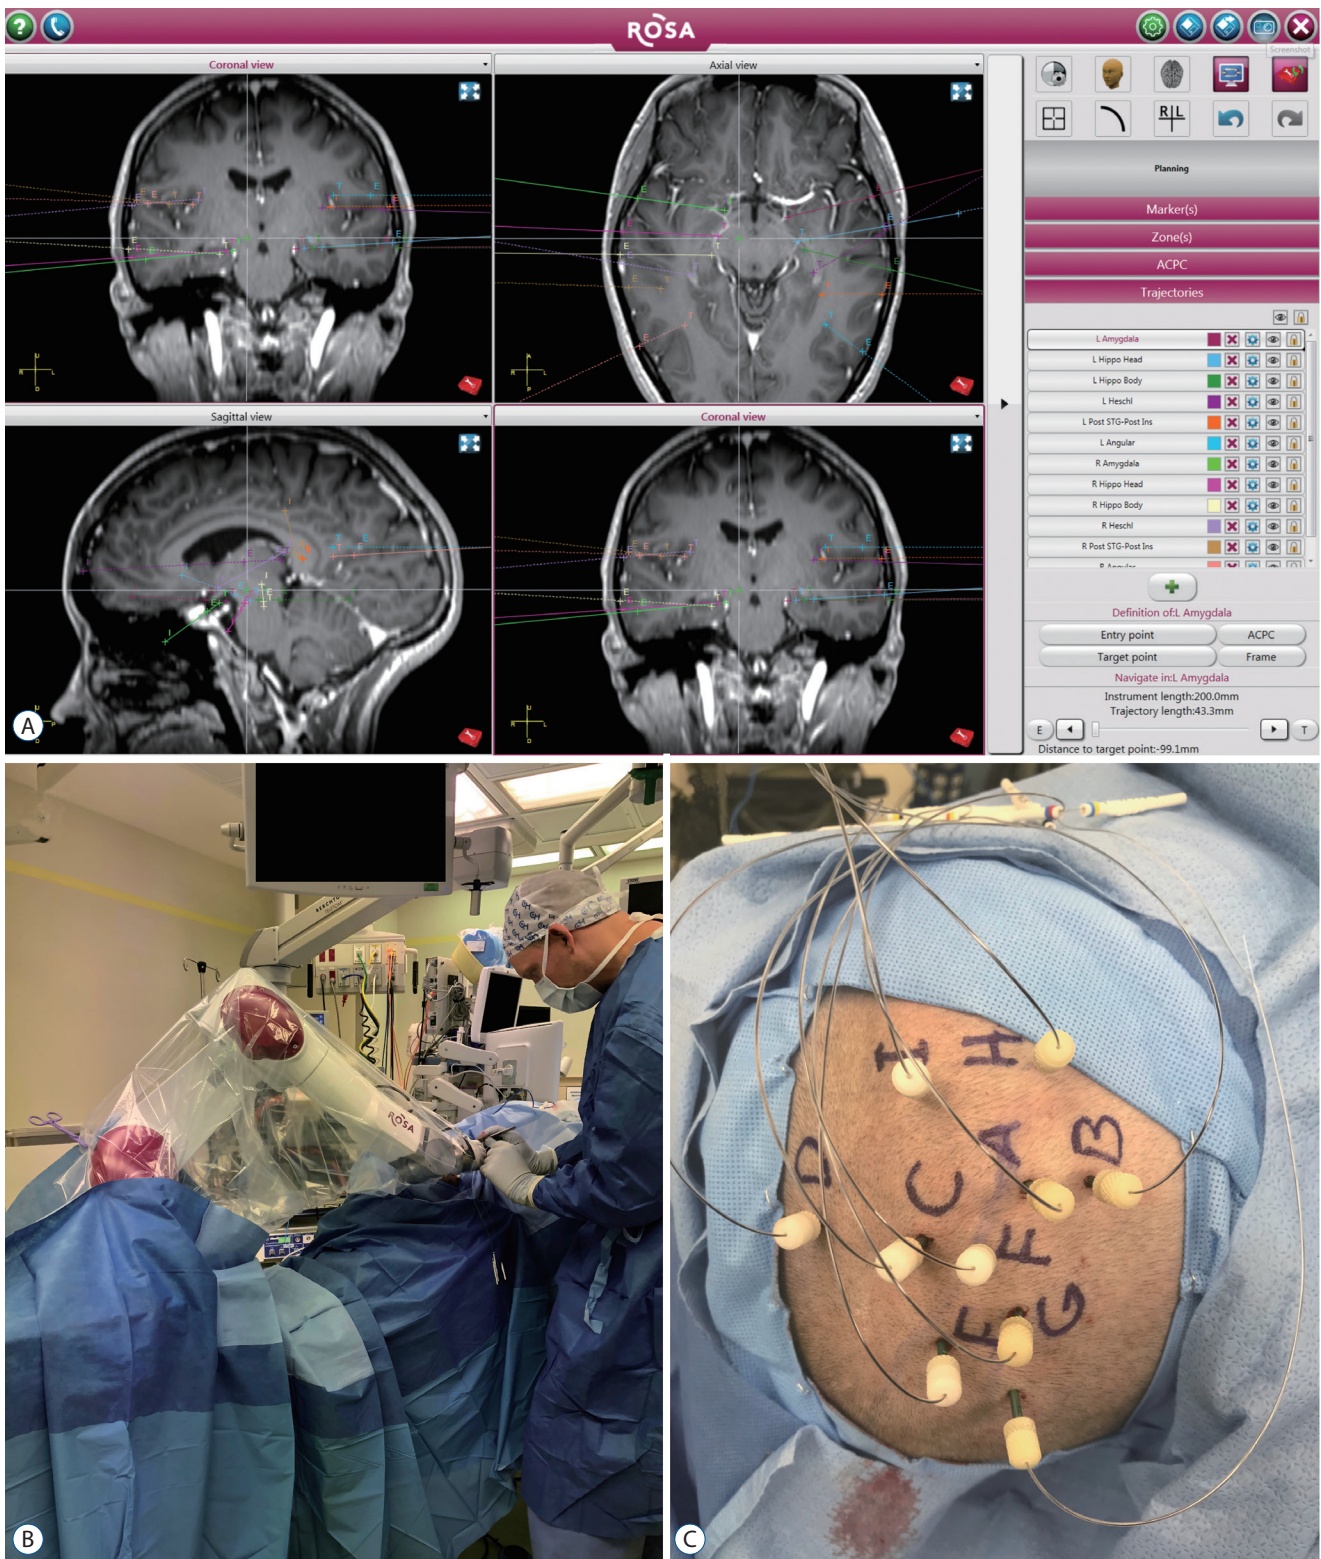 ROSA
Screenshot
Coronal view
Axial view
Sagittal view
Coronal view
R L
Planning
Marker(s)
Zone(s)
ACPC
Trajectories
L Amygdala
L Hippo Head
L Hippo Body
L Heschl
L Post STG-Post Ins
L Angular
R Amygdala
R Hippo Head
R Hippo Body
R Heschl
R Post STG-Post Ins
R Angular
Definition of:L Amygdala
Entry point
ACPC
Target point
Frame
Navigate in:L Amygdala
Instrument length:200.0mm
Trajectory length:43.3mm
E
T
Distance to target point:-99.1mm
A
ROSA
B
I
H
A
B
D
C
F
E
G
C